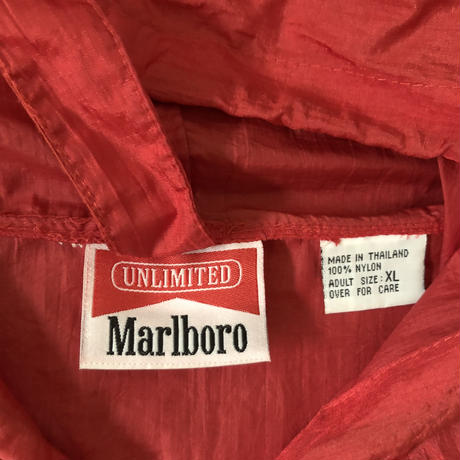 UNLIMITED
Marlboro
MADE IN THAILAND
100% NYLON
ADULT SIZE: XL
OVER FOR CARE